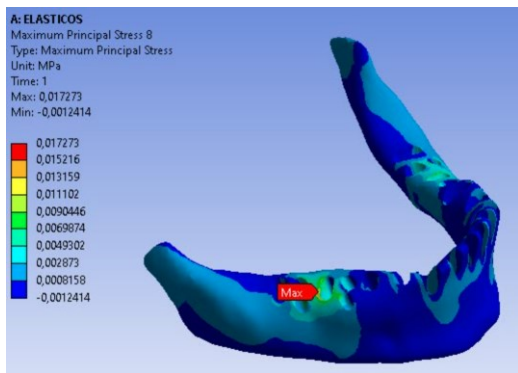 A: ELASTICOS
Maximum Principal Stress 8
Type: Maximum Principal Stress
Unit: MPa
Time: 1
Max: 0,017273
Min: -0,0012414
0,017273
0,015216
0,013159
0,011102
0,0090446
0,0069874
0,0049302
0,002873
0,0008158
-0,0012414
Max